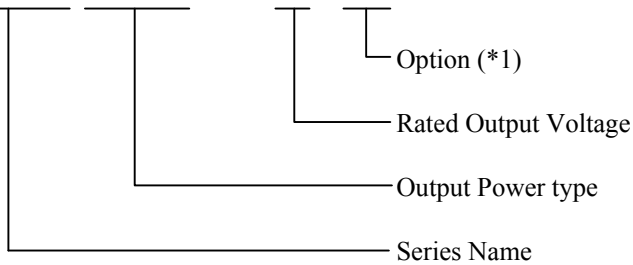 Option (*1)
Rated Output Voltage
Output Power type
Series Name